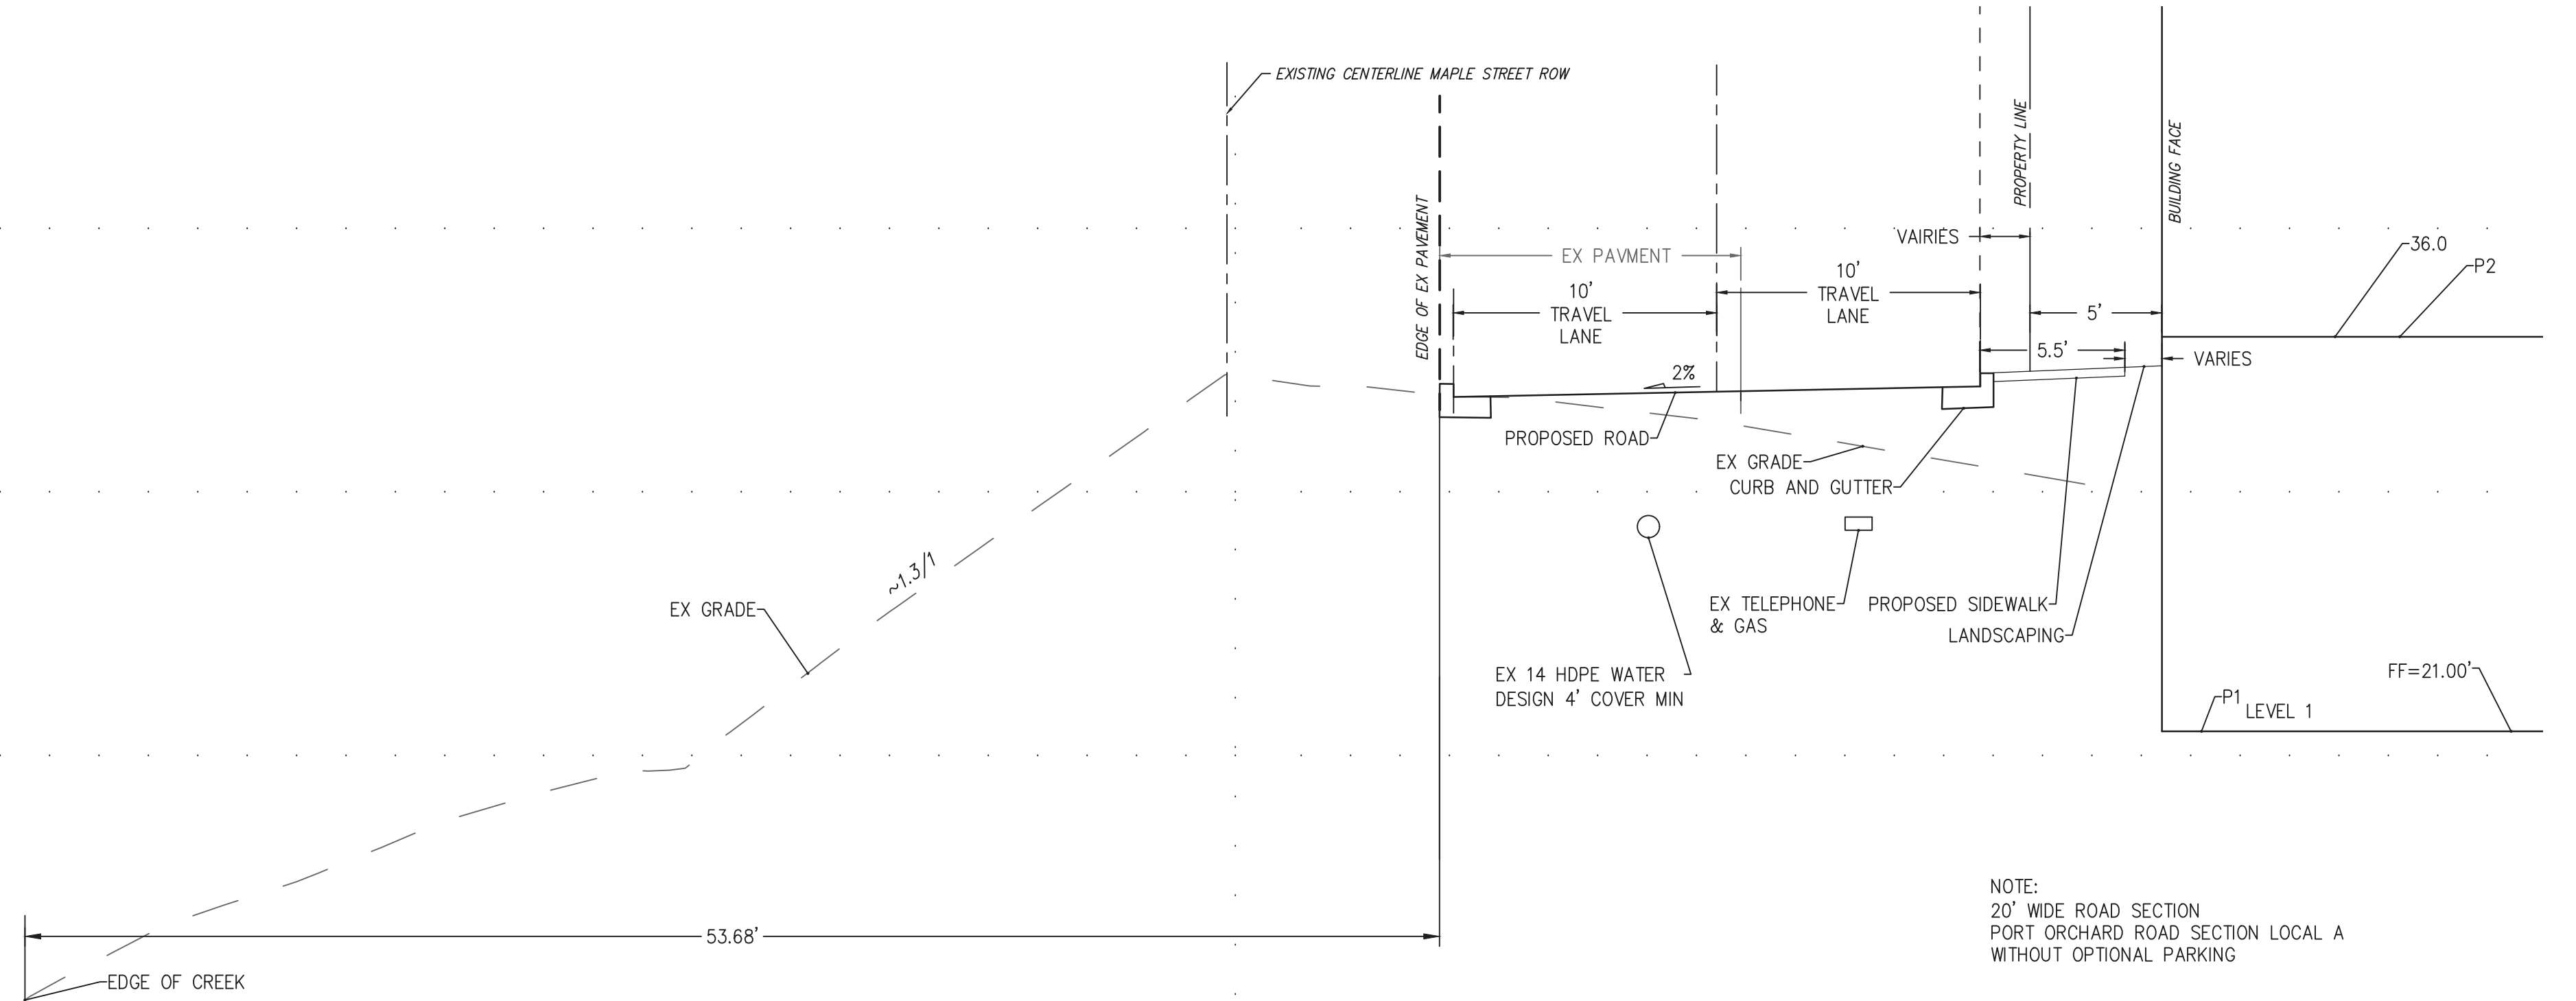 EXISTING CENTERLINE MAPLE STREET ROW
EDGE OF EX PAVEMENT
PROPERTY LINE
BUILDING FACE
VAIRIES
EX PAVMENT
10'
TRAVEL
LANE
10'
TRAVEL
LANE
36.0
P2
5'
5.5'
VARIES
2%
PROPOSED ROAD
EX GRADE
CURB AND GUTTER
~1.3/1
EX GRADE
EX TELEPHONE
& GAS
PROPOSED SIDEWALK
LANDSCAPING
EX 14 HDPE WATER
DESIGN 4' COVER MIN
FF=21.00'
P1
LEVEL 1
53.68'
EDGE OF CREEK
NOTE:
20' WIDE ROAD SECTION
PORT ORCHARD ROAD SECTION LOCAL A
WITHOUT OPTIONAL PARKING